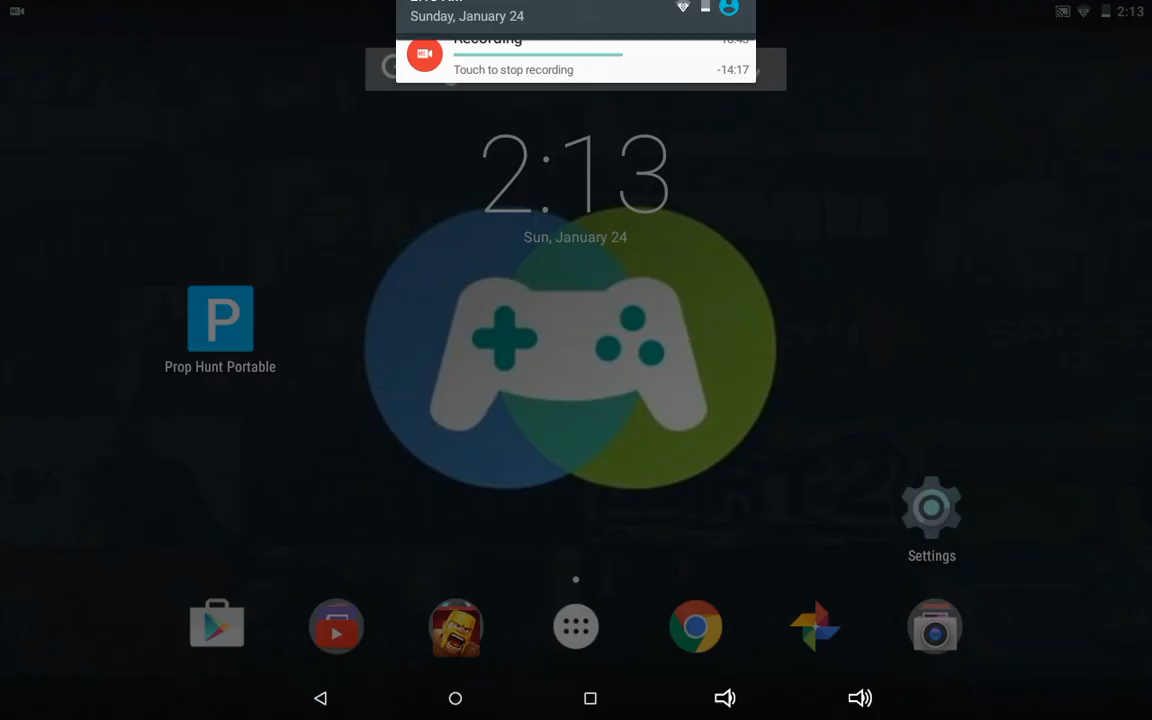 2:13
Sunday, January 24
Recording
Touch to stop recording
-14:17
2:13
Sun, January 24
P
Prop Hunt Portable
Settings